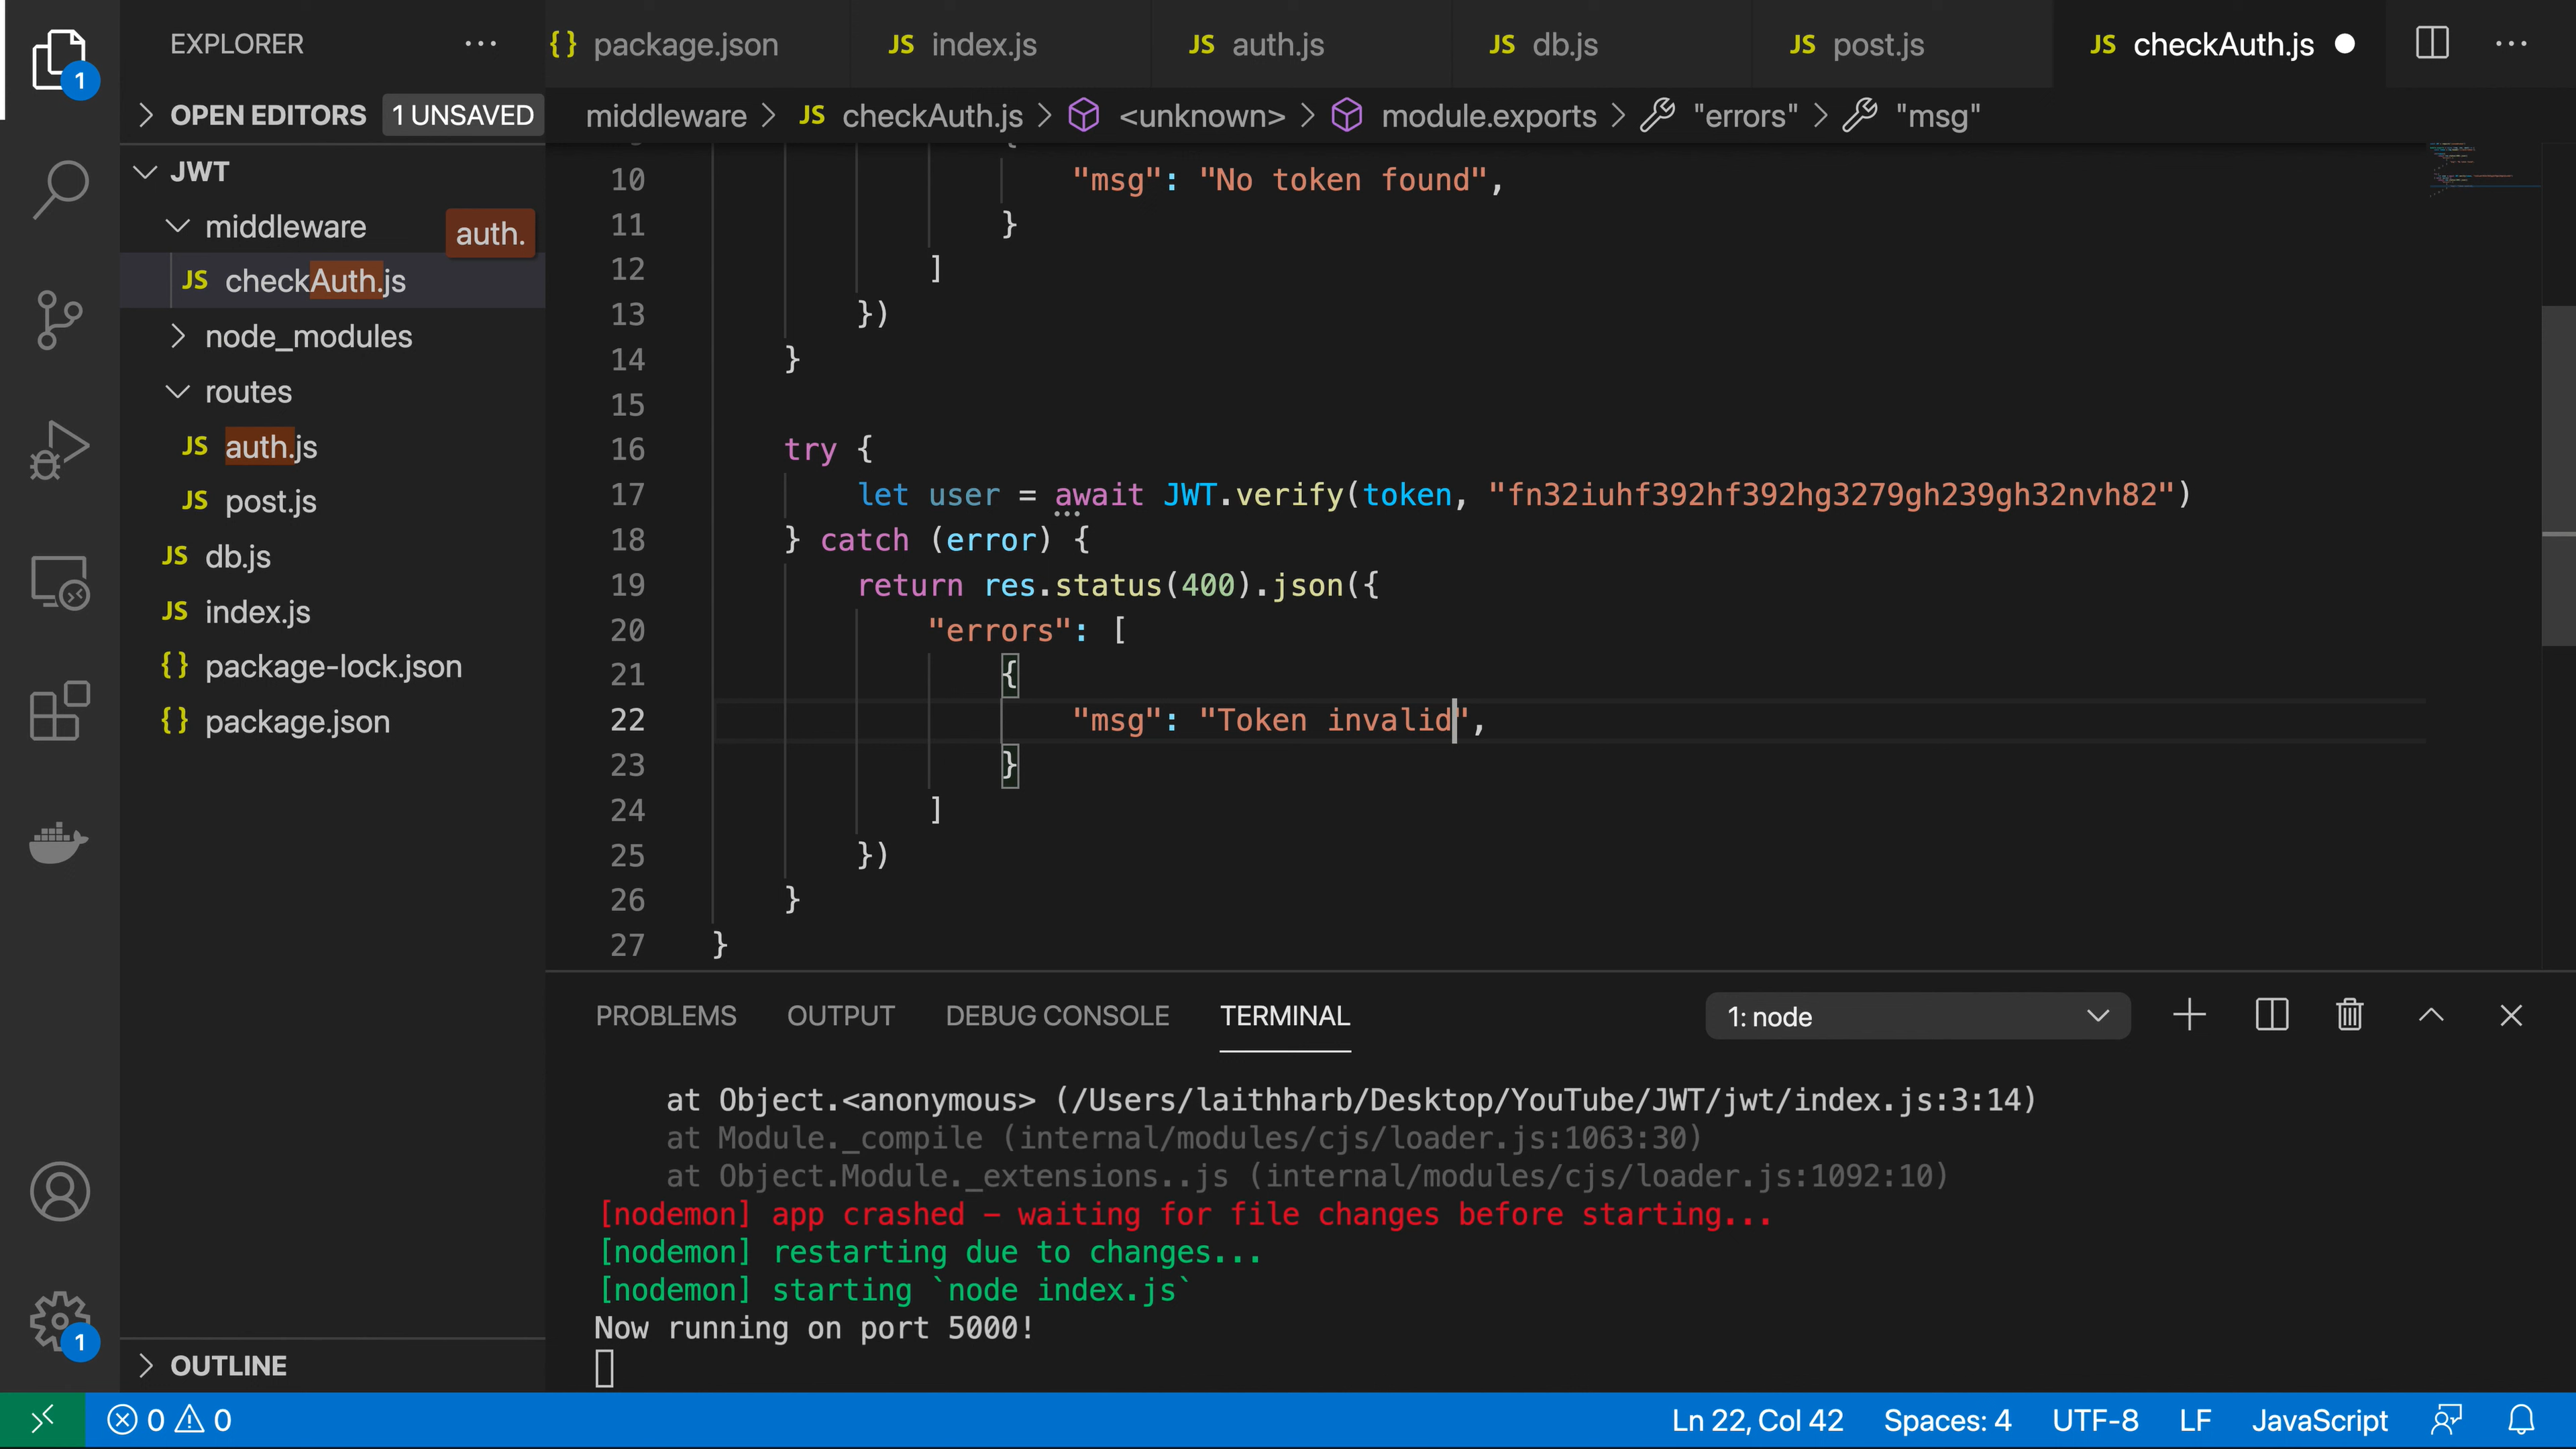 EXPLORER
1
OPEN EDITORS 1 UNSAVED
JWT
middleware
auth.
JS checkAuth.js
node_modules
routes
JS auth.js
JS post.js
JS db.js
JS index.js
{} package-lock.json
{} package.json
OUTLINE
1
{} package.json JS index.js JS auth.js JS db.js JS post.js JS checkAuth.js
middleware > JS checkAuth.js > <unknown> > module.exports > "errors" > "msg"
10 "msg": "No token found",
11 }
12 ]
13 })
14 }
15
16 try {
17 let user = await JWT.verify(token, "fn32iuhf392hf392hg3279gh239gh32nvh82")
18 } catch (error) {
19 return res.status(400).json({
20 "errors": [
21 {
22 "msg": "Token invalid",
23 }
24 ]
25 })
26 }
27 }
PROBLEMS OUTPUT DEBUG CONSOLE TERMINAL 1: node
at Object.<anonymous> (/Users/laithharb/Desktop/YouTube/JWT/jwt/index.js:3:14)
at Module._compile (internal/modules/cjs/loader.js:1063:30)
at Object.Module._extensions..js (internal/modules/cjs/loader.js:1092:10)
[nodemon] app crashed – waiting for file changes before starting...
[nodemon] restarting due to changes...
[nodemon] starting `node index.js`
Now running on port 5000!
0 0 Ln 22, Col 42 Spaces: 4 UTF-8 LF JavaScript